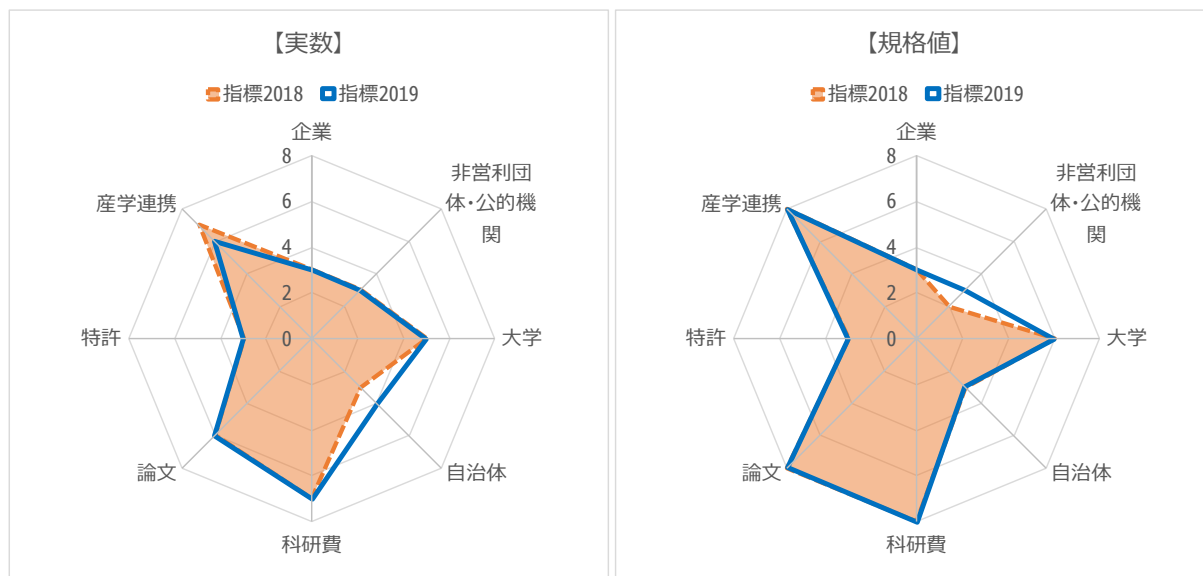 【実数】
指標2018 指標2019
企業
非営利団
体・公的機
関
大学
自治体
科研費
論文
特許
産学連携
8
6
4
2
0
【規格値】
指標2018 指標2019
企業
非営利団
体・公的機
関
大学
自治体
科研費
論文
特許
産学連携
8
6
4
2
0